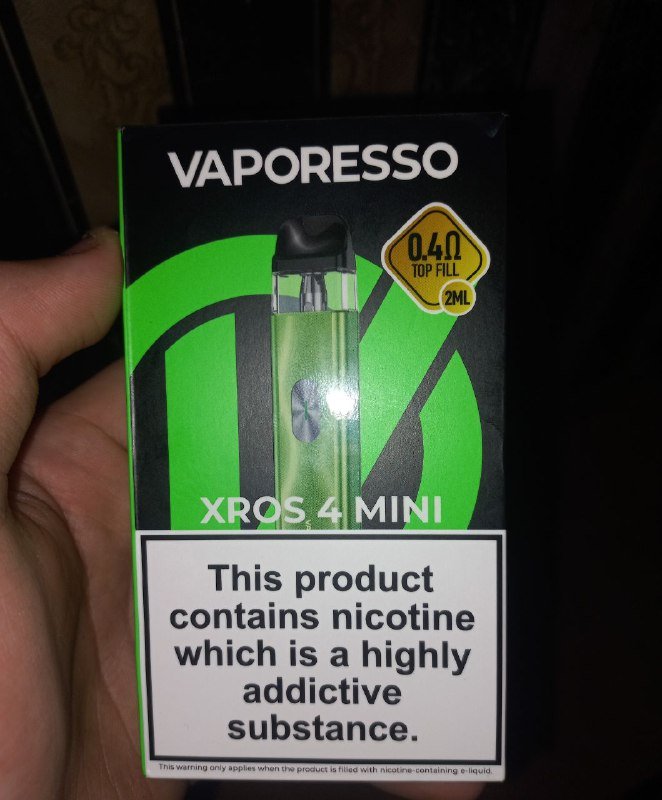 VAPORESSO
0.4Ω
TOP FILL
2ML
XROS 4 MINI
This product
contains nicotine
which is a highly
addictive
substance.
This warning only applies when the product is filled with nicotine-containing e-liquid.